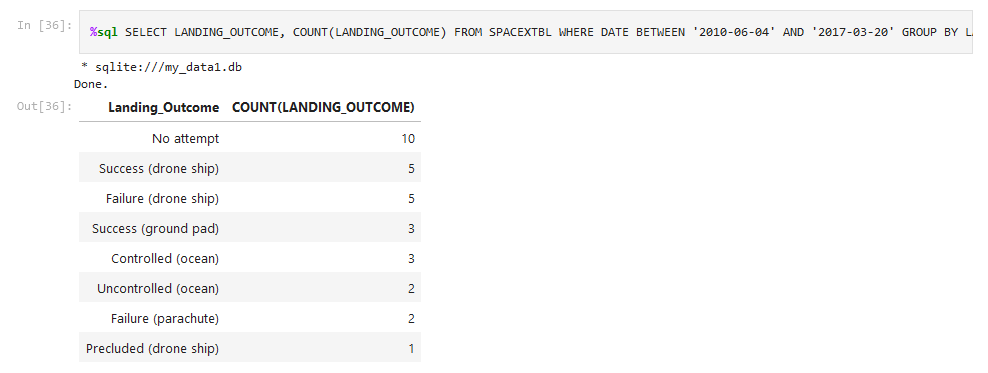 In [36]: %sql SELECT LANDING_OUTCOME, COUNT(LANDING_OUTCOME) FROM SPACEXTBL WHERE DATE BETWEEN '2010-06-04' AND '2017-03-20' GROUP BY
* sqlite:///my_data1.db
Done.
Out[36]: Landing_Outcome COUNT(LANDING_OUTCOME)
No attempt 10
Success (drone ship) 5
Failure (drone ship) 5
Success (ground pad) 3
Controlled (ocean) 3
Uncontrolled (ocean) 2
Failure (parachute) 2
Precluded (drone ship) 1